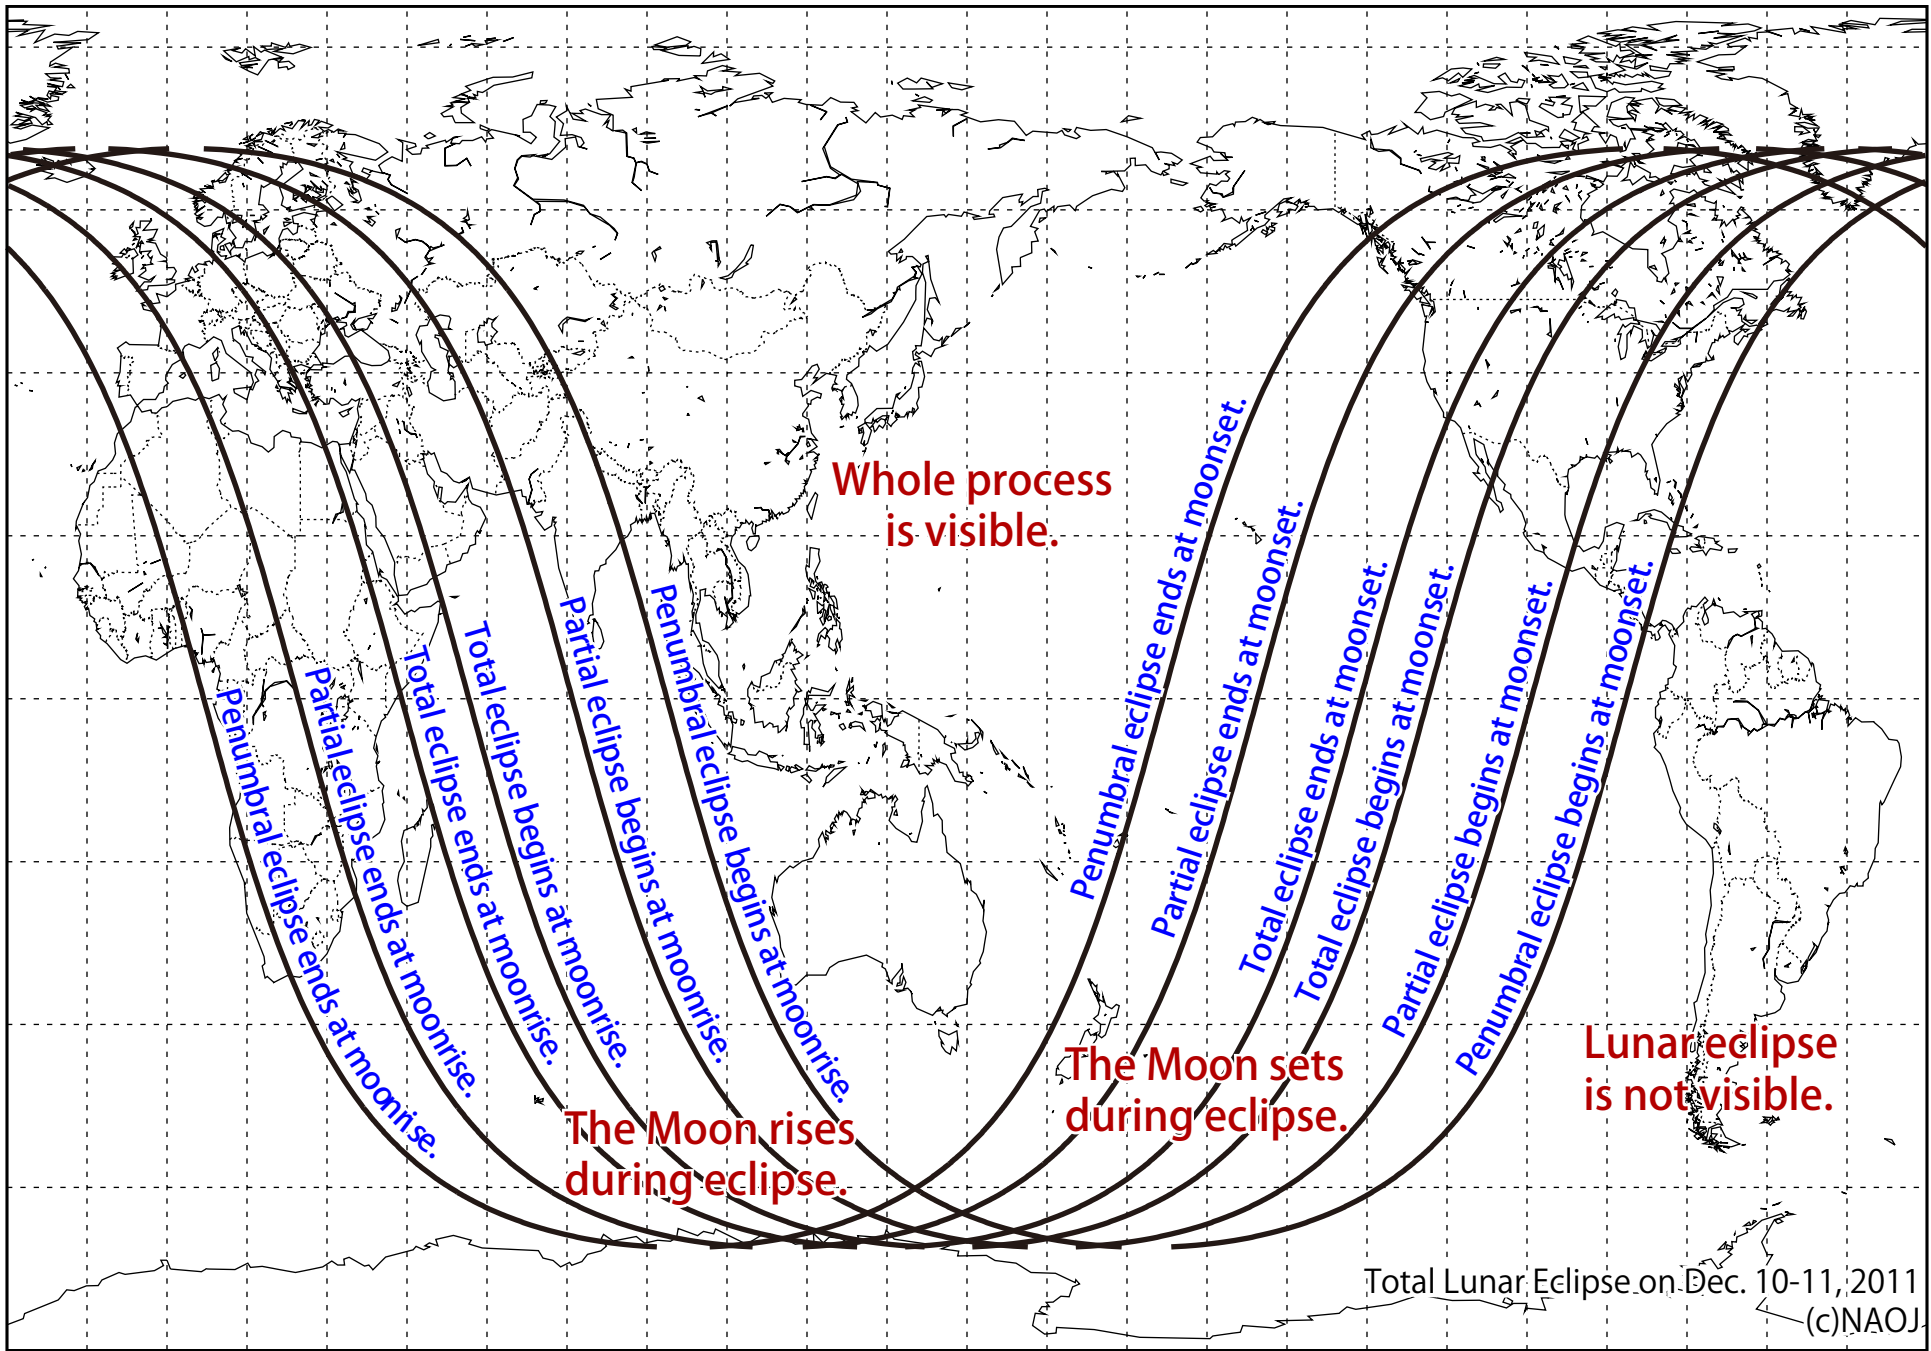 Whole process
is visible.
Penumbral eclipse ends at moonrise.
Partial eclipse ends at moonrise.
Total eclipse ends at moonrise.
Total eclipse begins at moonrise.
Partial eclipse begins at moonrise.
Penumbral eclipse begins at moonrise.
Penumbral eclipse ends at moonset.
Partial eclipse ends at moonset.
Total eclipse ends at moonset.
Total eclipse begins at moonset.
Partial eclipse begins at moonset.
Penumbral eclipse begins at moonset.
The Moon rises
during eclipse.
The Moon sets
during eclipse.
Lunar eclipse
is not visible.
Total Lunar Eclipse on Dec. 10-11, 2011
(c)NAOJ